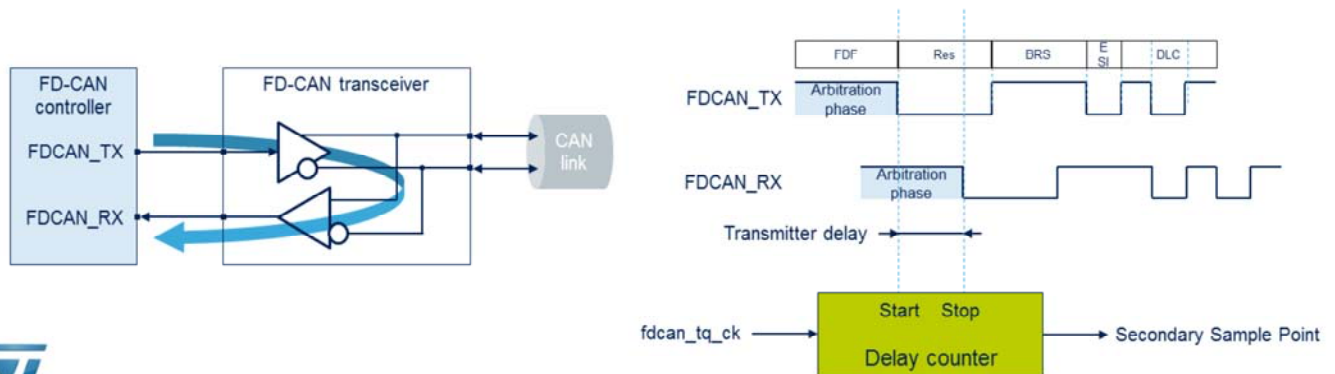 FD-CAN
controller
FDCAN_TX
FDCAN_RX
FD-CAN transceiver
CAN
link
FDF
Res
BRS
E
SI
DLC
FDCAN_TX
Arbitration
phase
FDCAN_RX
Arbitration
phase
Transmitter delay
fdcan_tq_ck
Start
Stop
Delay counter
Secondary Sample Point